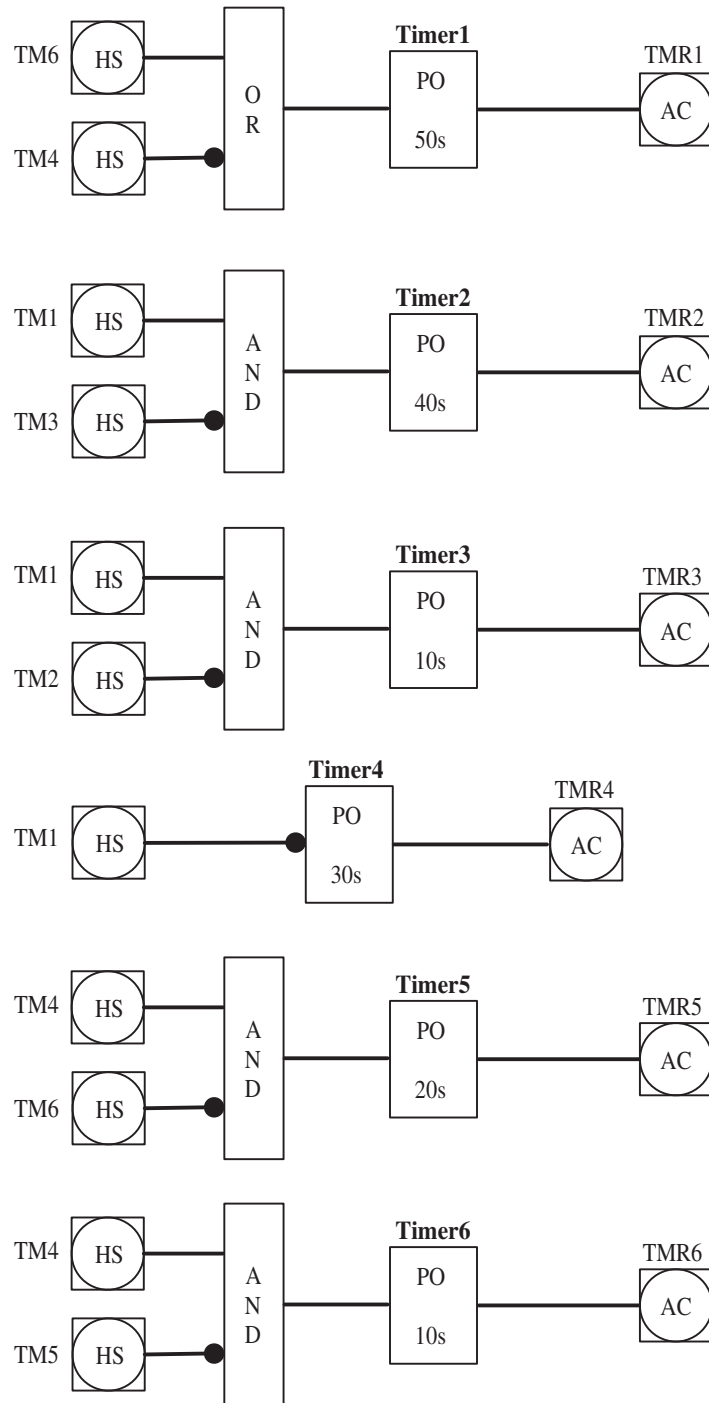 Timer1
TM6 HS
O
R
PO
50s
TMR1
AC
TM4 HS
Timer2
TM1 HS
A
N
D
PO
40s
TMR2
AC
TM3 HS
Timer3
TM1 HS
A
N
D
PO
10s
TMR3
AC
TM2 HS
Timer4
TM1 HS
PO
30s
TMR4
AC
Timer5
TM4 HS
A
N
D
PO
20s
TMR5
AC
TM6 HS
Timer6
TM4 HS
A
N
D
PO
10s
TMR6
AC
TM5 HS